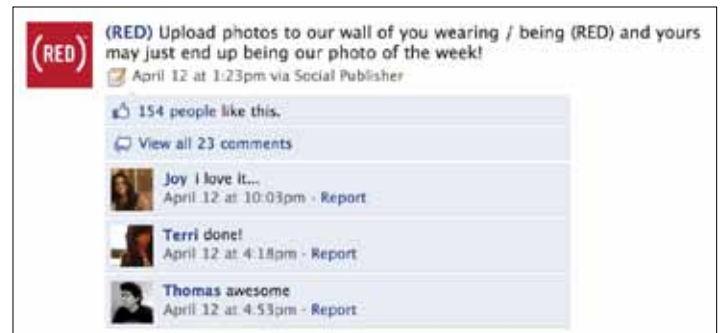 (RED)
(RED) Upload photos to our wall of you wearing / being (RED) and yours
may just end up being our photo of the week!
April 12 at 1:23pm via Social Publisher
154 people like this.
View all 23 comments
Joy i love it...
April 12 at 10:03pm - Report
Terri done!
April 12 at 4:18pm - Report
Thomas awesome
April 12 at 4:53pm - Report